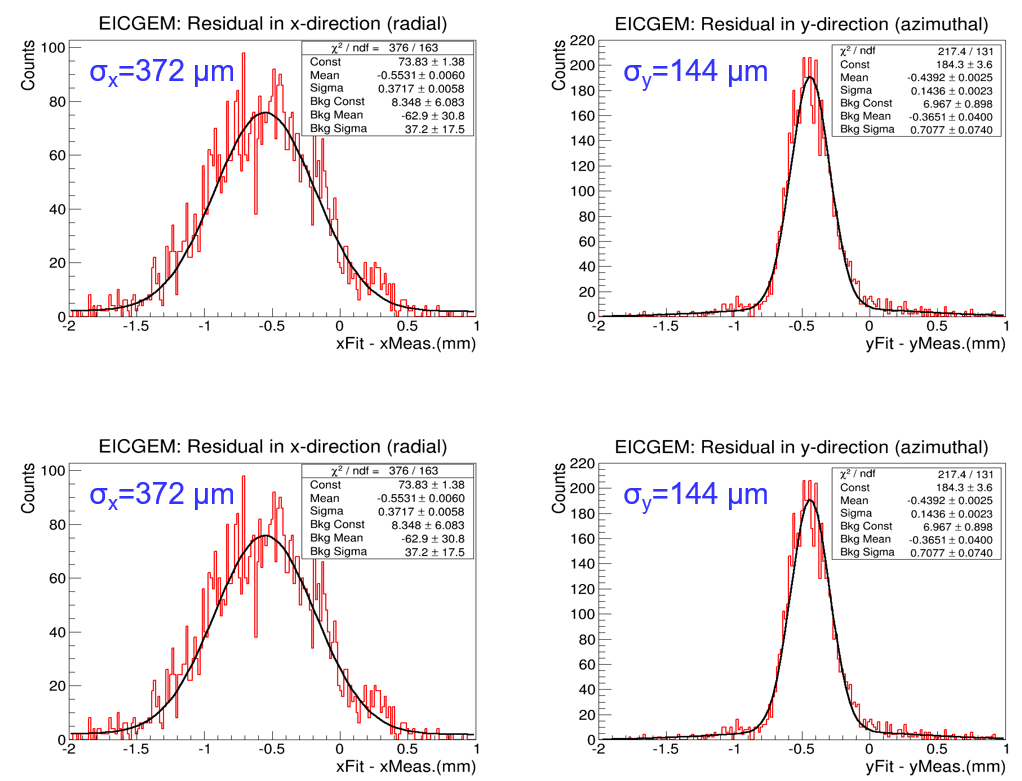 EICGEM: Residual in x-direction (radial)
Counts
σx=372 μm
χ² / ndf = 376 / 163
Const 73.83 ± 1.38
Mean -0.5531 ± 0.0060
Sigma 0.3717 ± 0.0058
Bkg Const 8.348 ± 6.083
Bkg Mean -62.9 ± 30.8
Bkg Sigma 37.2 ± 17.5
100
80
60
40
20
0
-2 -1.5 -1 -0.5 0 0.5 1
xFit - xMeas.(mm)
EICGEM: Residual in y-direction (azimuthal)
Counts
σy=144 μm
χ² / ndf 217.4 / 131
Const 184.3 ± 3.6
Mean -0.4392 ± 0.0025
Sigma 0.1436 ± 0.0023
Bkg Const 6.967 ± 0.898
Bkg Mean -0.3651 ± 0.0400
Bkg Sigma 0.7077 ± 0.0740
220
200
180
160
140
120
100
80
60
40
20
0
-2 -1.5 -1 -0.5 0 0.5 1
yFit - yMeas.(mm)
EICGEM: Residual in x-direction (radial)
Counts
σx=372 μm
χ² / ndf = 376 / 163
Const 73.83 ± 1.38
Mean -0.5531 ± 0.0060
Sigma 0.3717 ± 0.0058
Bkg Const 8.348 ± 6.083
Bkg Mean -62.9 ± 30.8
Bkg Sigma 37.2 ± 17.5
100
80
60
40
20
0
-2 -1.5 -1 -0.5 0 0.5 1
xFit - xMeas.(mm)
EICGEM: Residual in y-direction (azimuthal)
Counts
σy=144 μm
χ² / ndf 217.4 / 131
Const 184.3 ± 3.6
Mean -0.4392 ± 0.0025
Sigma 0.1436 ± 0.0023
Bkg Const 6.967 ± 0.898
Bkg Mean -0.3651 ± 0.0400
Bkg Sigma 0.7077 ± 0.0740
220
200
180
160
140
120
100
80
60
40
20
0
-2 -1.5 -1 -0.5 0 0.5 1
yFit - yMeas.(mm)